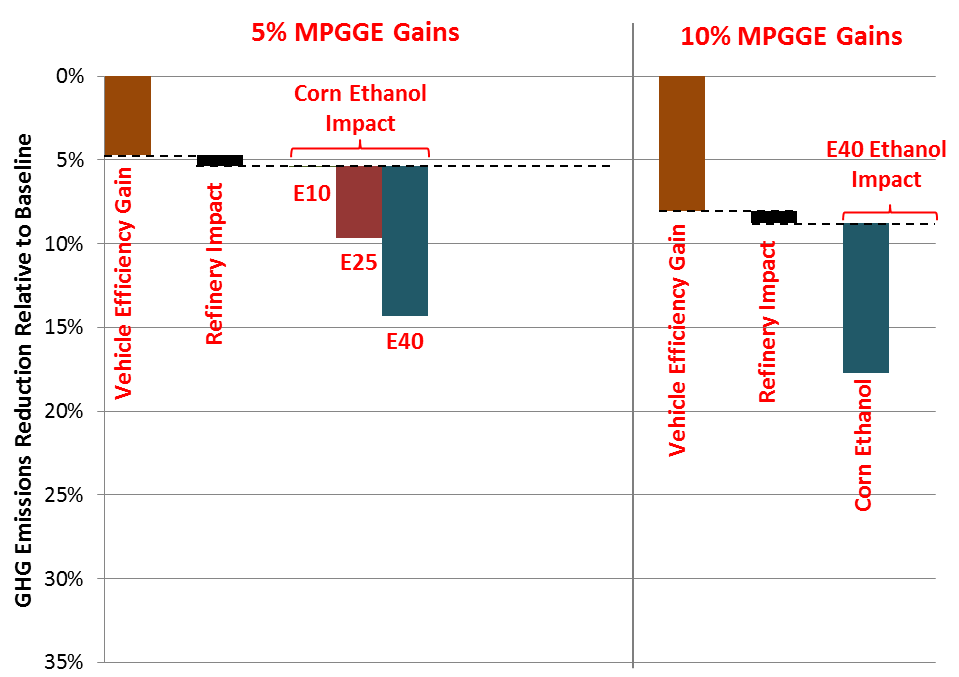 5% MPGGE Gains
10% MPGGE Gains
GHG Emissions Reduction Relative to Baseline
0%
5%
10%
15%
20%
25%
30%
35%
Vehicle Efficiency Gain
Refinery Impact
Corn Ethanol
Impact
E10
E25
E40
Vehicle Efficiency Gain
Refinery Impact
E40 Ethanol
Impact
Corn Ethanol